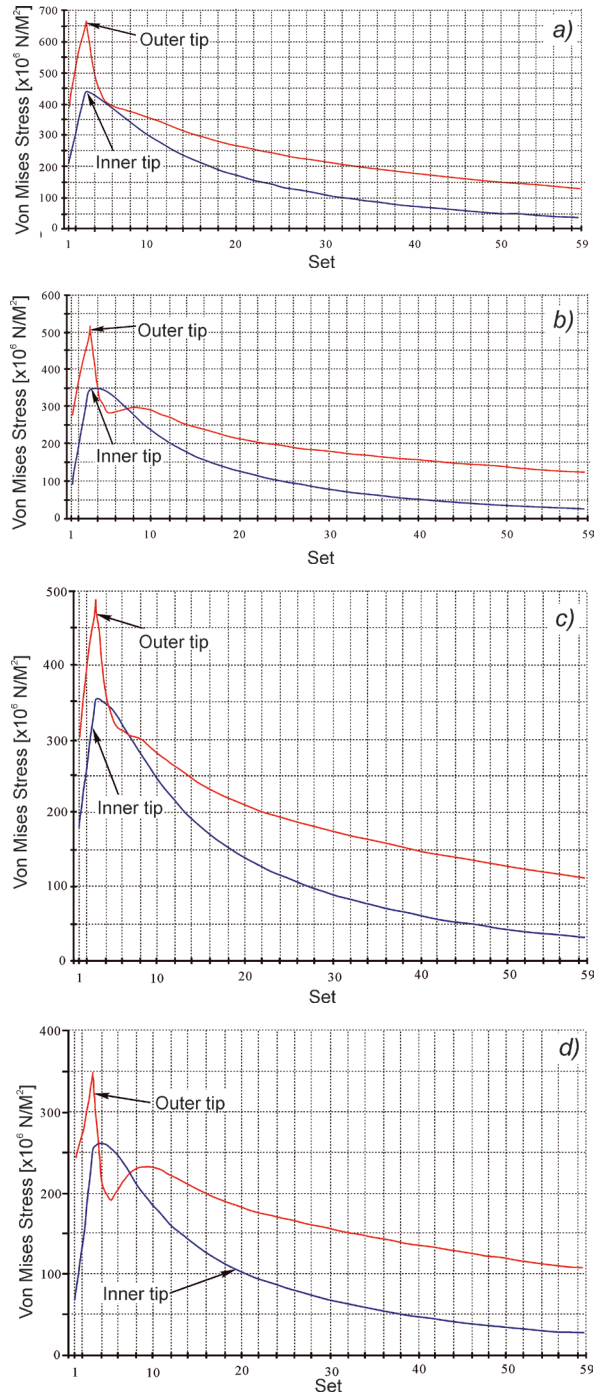 Von Mises Stress [x10⁶ N/M²]
700
600
500
400
300
200
100
0
a)
Outer tip
Inner tip
1 10 20 30 40 50 59
Set
Von Mises Stress [x10⁶ N/M²]
600
500
400
300
200
100
0
b)
Outer tip
Inner tip
1 10 20 30 40 50 59
Set
Von Mises Stress [x10⁶ N/M²]
500
400
300
200
100
0
c)
Outer tip
Inner tip
1 10 20 30 40 50 59
Set
Von Mises Stress [x10⁶ N/M²]
400
300
200
100
0
d)
Outer tip
Inner tip
1 10 20 30 40 50 59
Set